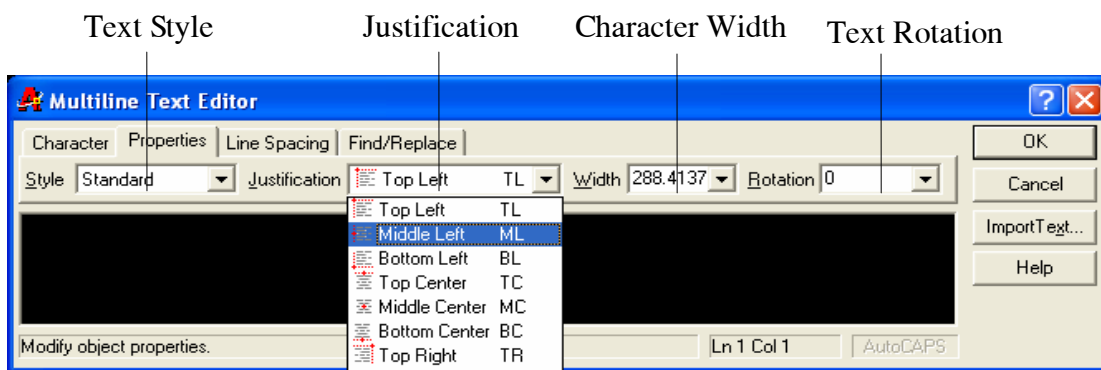 Text Style Justification Character Width Text Rotation
Multiline Text Editor
Character Properties Line Spacing Find/Replace
OK
Style Standard Justification Top Left TL Width 288.4137 Rotation 0
Cancel
Top Left TL
Middle Left ML
ImportText...
Bottom Left BL
Help
Top Center TC
Middle Center MC
Bottom Center BC
Modify object properties.
Ln 1 Col 1 AutoCAPS
Top Right TR